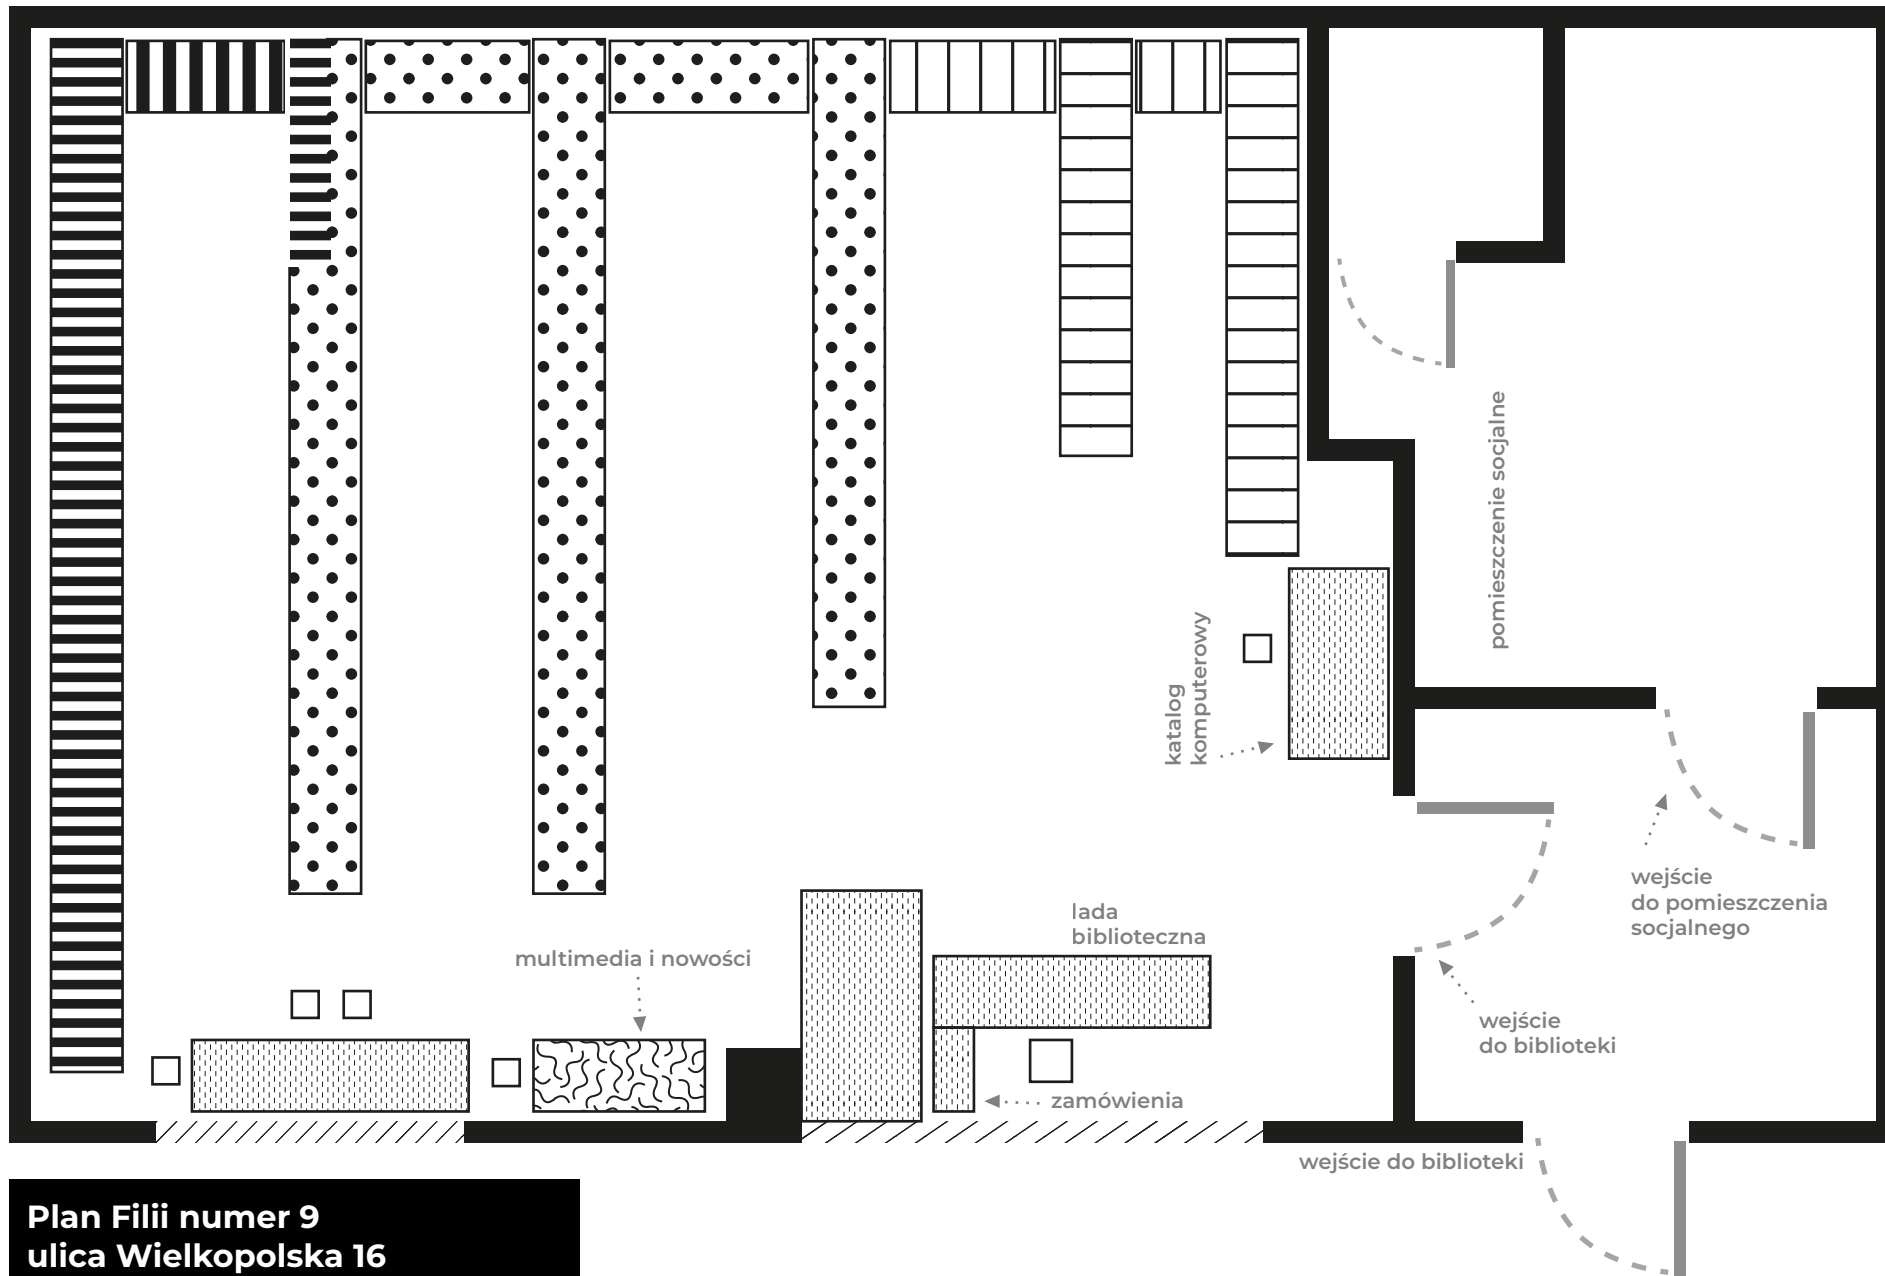 pomieszczenie socjalne
katalog
komputerowy
wejście
do pomieszczenia
socjalnego
lada
biblioteczna
multimedia i nowości
wejście
do biblioteki
zamówienia
wejście do biblioteki
Plan Filii numer 9
ulica Wielkopolska 16